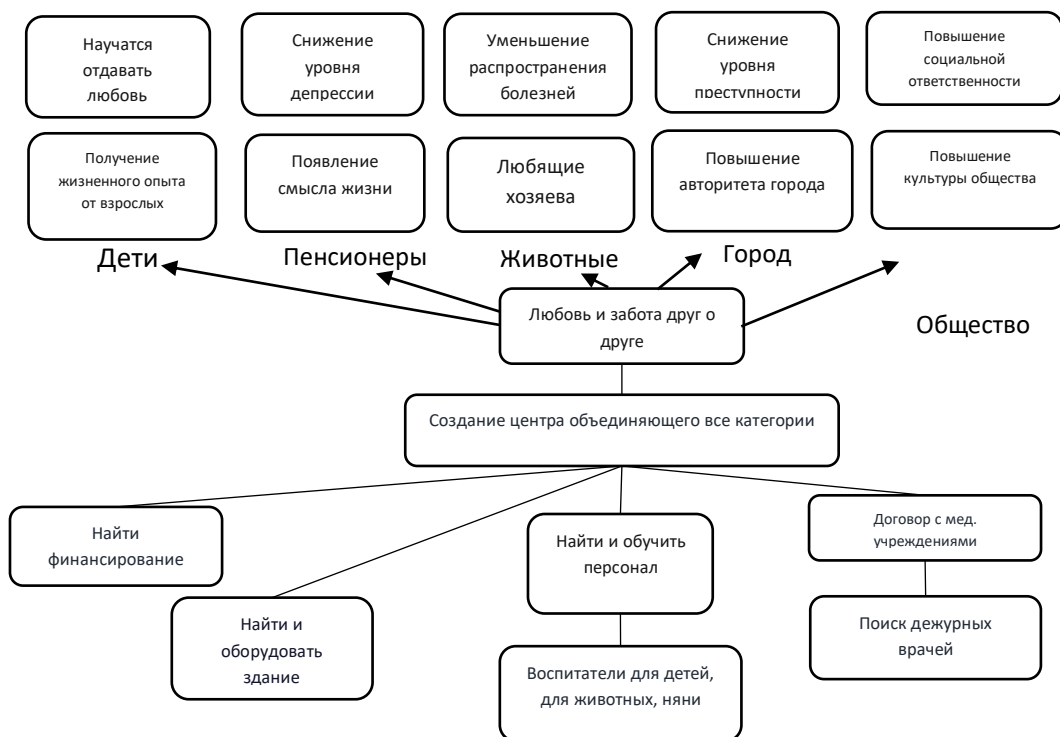 Научатся
отдавать
любовь
Снижение
уровня
депрессии
Уменьшение
распространения
болезней
Снижение
уровня
преступности
Повышение
социальной
ответственности
Получение
жизненного опыта
от взрослых
Появление
смысла жизни
Любящие
хозяева
Повышение
авторитета города
Повышение
культуры общества
Дети
Пенсионеры
Животные
Город
Общество
Любовь и забота друг о
друге
Создание центра объединяющего все категории
Найти
финансирование
Найти и
оборудовать
здание
Найти и обучить
персонал
Договор с мед.
учреждениями
Воспитатели для детей,
для животных, няни
Поиск дежурных
врачей